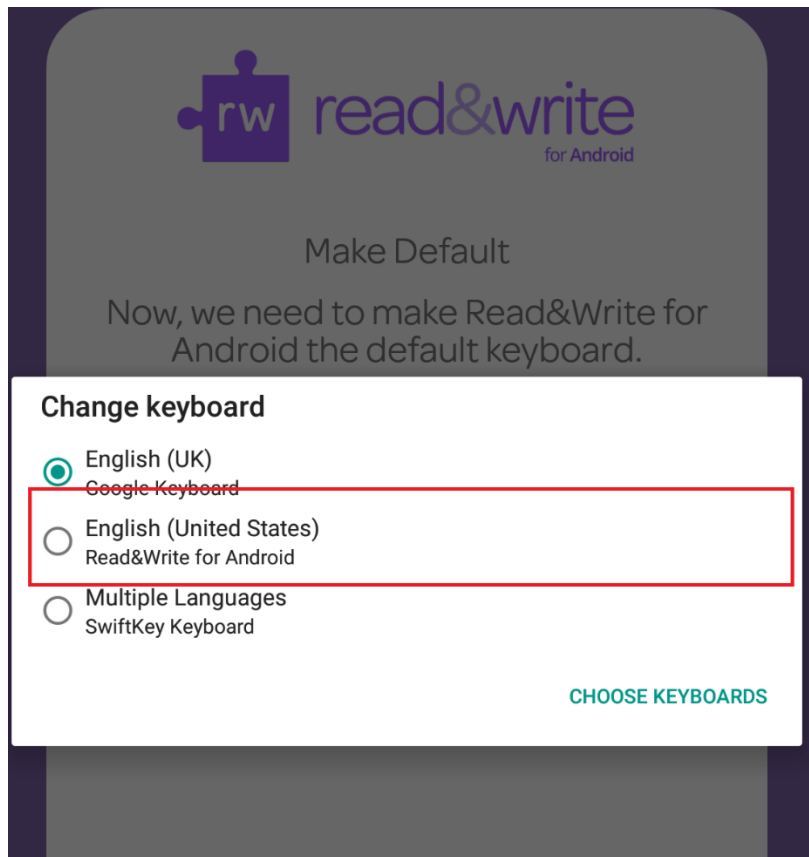 rw read&write
for Android
Make Default
Now, we need to make Read&Write for
Android the default keyboard.
Change keyboard
English (UK)
Google Keyboard
English (United States)
Read&Write for Android
Multiple Languages
SwiftKey Keyboard
CHOOSE KEYBOARDS